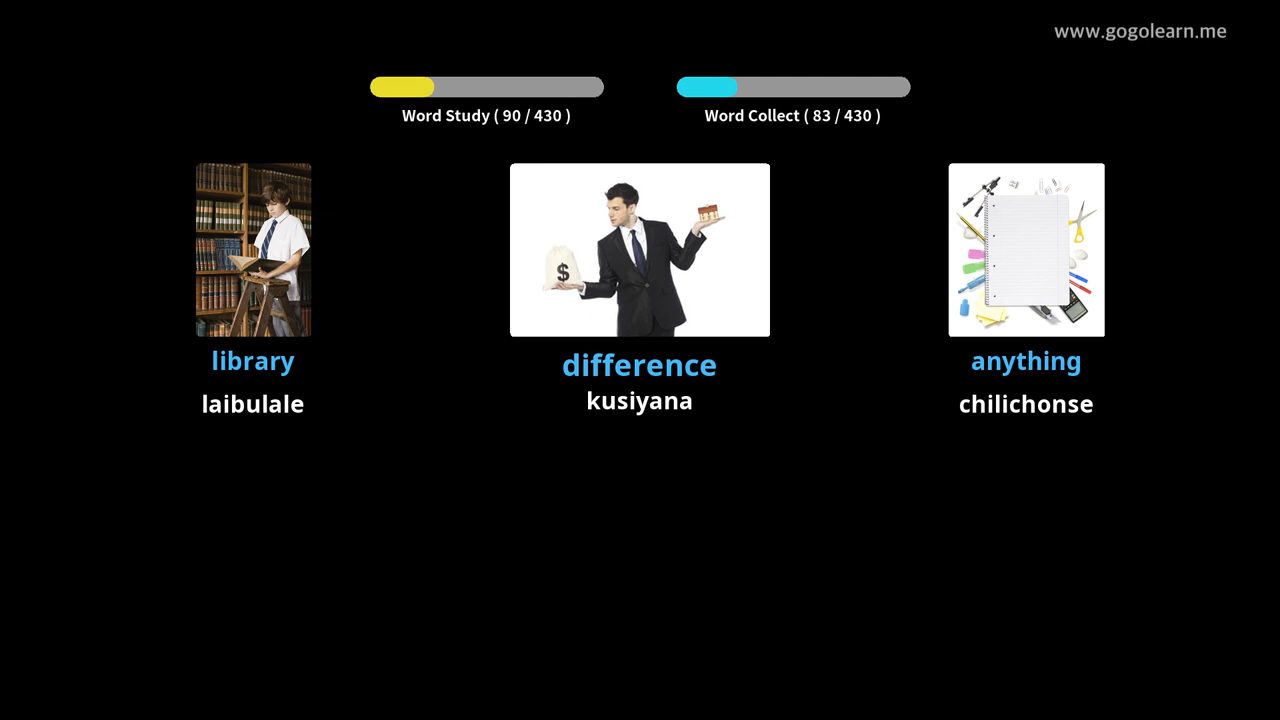 www.gogolearn.me
Word Study ( 90 / 430 )
Word Collect ( 83 / 430 )
$
library
difference
anything
laibulale
kusiyana
chilichonse